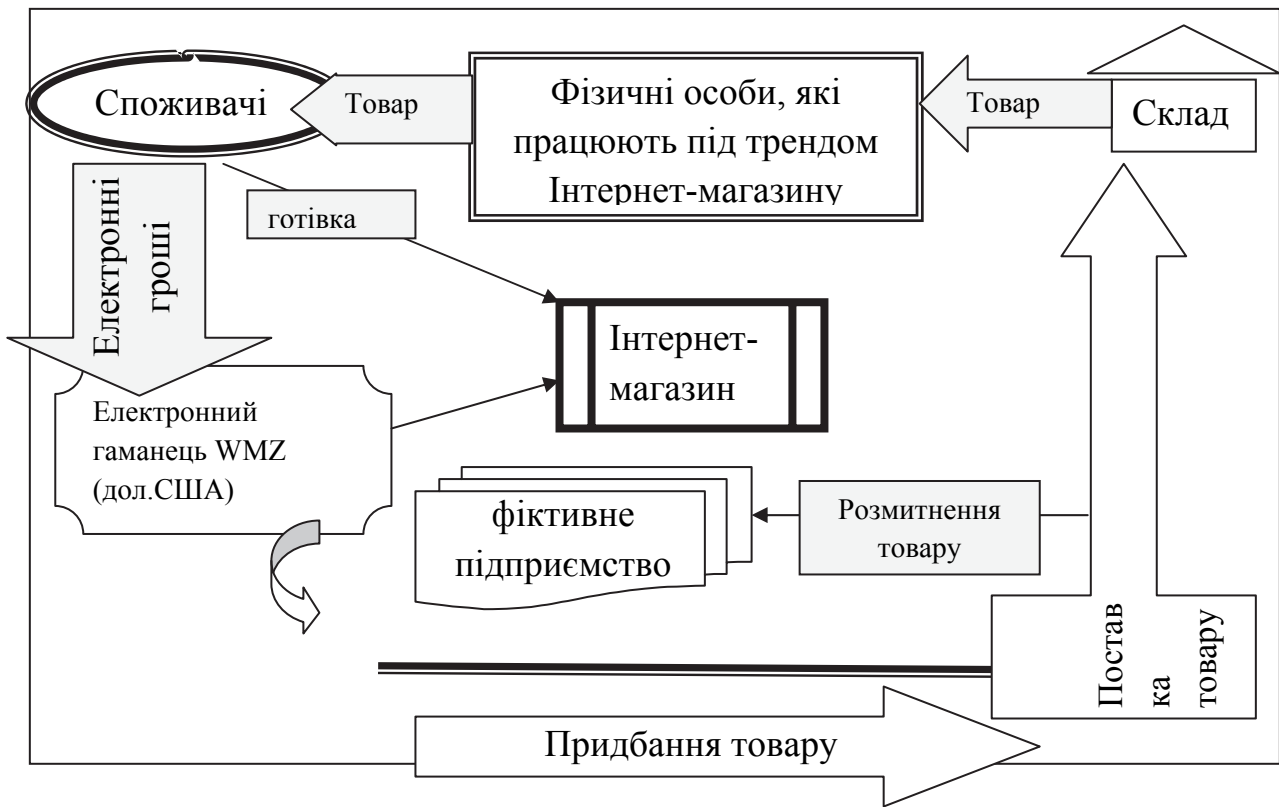 Споживачі
Товар
Фізичні особи, які
працюють під трендом
Інтернет-магазину
Товар
Склад
Електронні
гроші
готівка
Інтернет-
магазин
Електронний
гаманець WMZ
(дол.США)
фіктивне
підприємство
Розмитнення
товару
Постав
ка
товару
Придбання товару